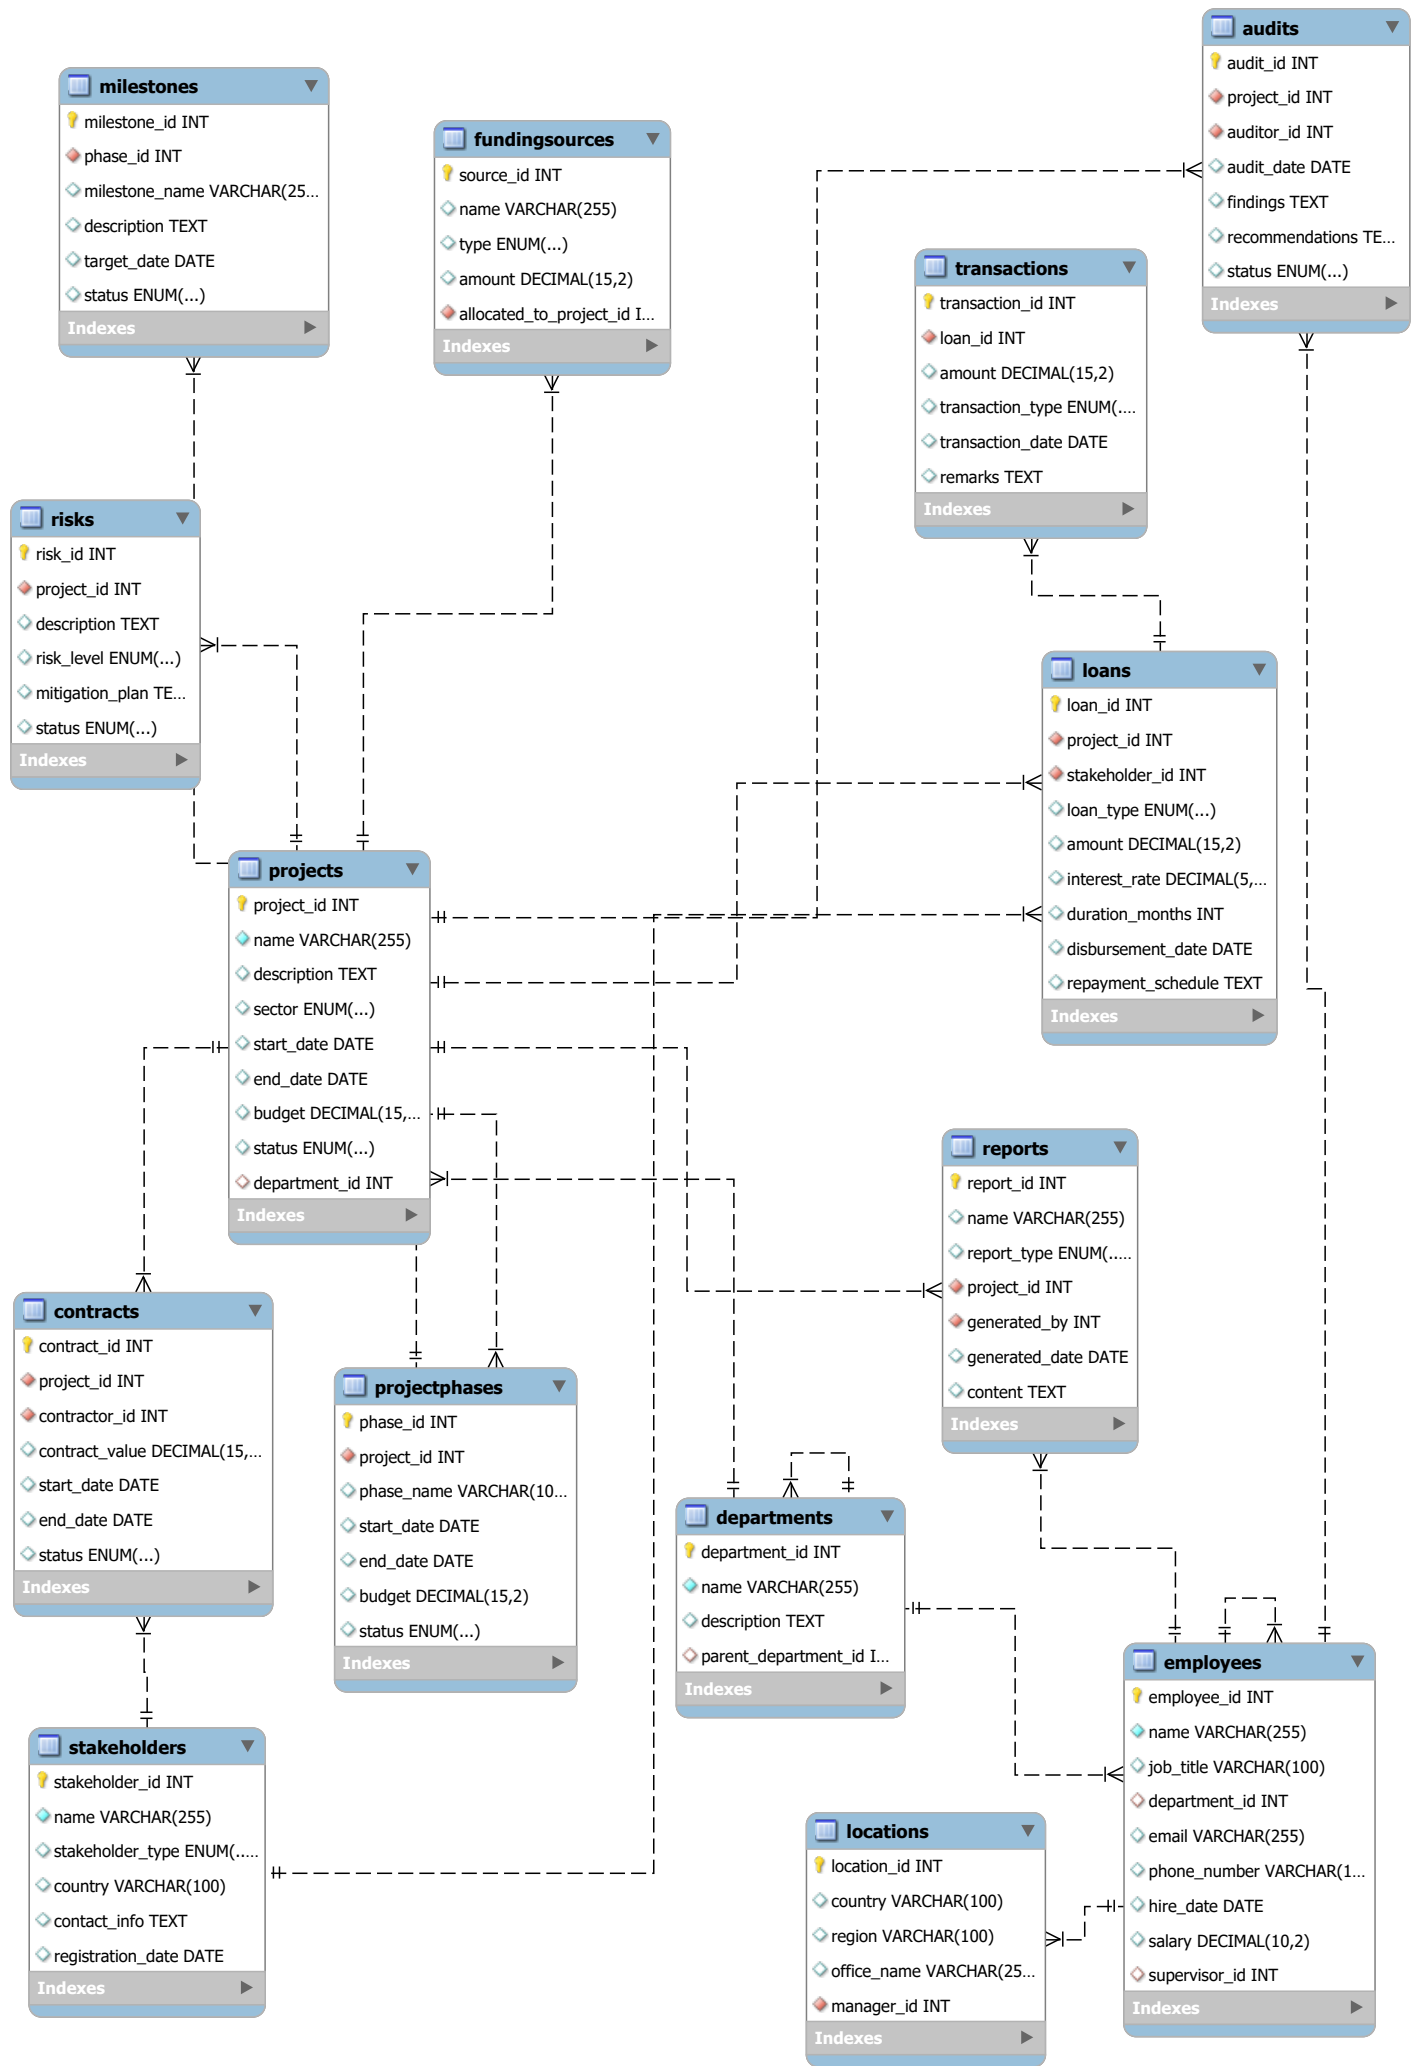 audits
audit_id INT
project_id INT
auditor_id INT
audit_date DATE
findings TEXT
recommendations TE...
status ENUM(...)
Indexes
milestones
milestone_id INT
phase_id INT
milestone_name VARCHAR(25...
description TEXT
target_date DATE
status ENUM(...)
Indexes
fundingsources
source_id INT
name VARCHAR(255)
type ENUM(...)
amount DECIMAL(15,2)
allocated_to_project_id I...
Indexes
transactions
transaction_id INT
loan_id INT
amount DECIMAL(15,2)
transaction_type ENUM(....
transaction_date DATE
remarks TEXT
Indexes
risks
risk_id INT
project_id INT
description TEXT
risk_level ENUM(...)
mitigation_plan TE...
status ENUM(...)
Indexes
loans
loan_id INT
project_id INT
stakeholder_id INT
loan_type ENUM(...)
amount DECIMAL(15,2)
interest_rate DECIMAL(5,...
duration_months INT
disbursement_date DATE
repayment_schedule TEXT
Indexes
projects
project_id INT
name VARCHAR(255)
description TEXT
sector ENUM(...)
start_date DATE
end_date DATE
budget DECIMAL(15,...
status ENUM(...)
department_id INT
Indexes
reports
report_id INT
name VARCHAR(255)
report_type ENUM(.....
project_id INT
generated_by INT
generated_date DATE
content TEXT
Indexes
contracts
contract_id INT
project_id INT
contractor_id INT
contract_value DECIMAL(15,...
start_date DATE
end_date DATE
status ENUM(...)
Indexes
projectphases
phase_id INT
project_id INT
phase_name VARCHAR(10...
start_date DATE
end_date DATE
budget DECIMAL(15,2)
status ENUM(...)
Indexes
departments
department_id INT
name VARCHAR(255)
description TEXT
parent_department_id I...
Indexes
employees
employee_id INT
name VARCHAR(255)
job_title VARCHAR(100)
department_id INT
email VARCHAR(255)
phone_number VARCHAR(1...
hire_date DATE
salary DECIMAL(10,2)
supervisor_id INT
Indexes
stakeholders
stakeholder_id INT
name VARCHAR(255)
stakeholder_type ENUM(.....
country VARCHAR(100)
contact_info TEXT
registration_date DATE
Indexes
locations
location_id INT
country VARCHAR(100)
region VARCHAR(100)
office_name VARCHAR(25...
manager_id INT
Indexes